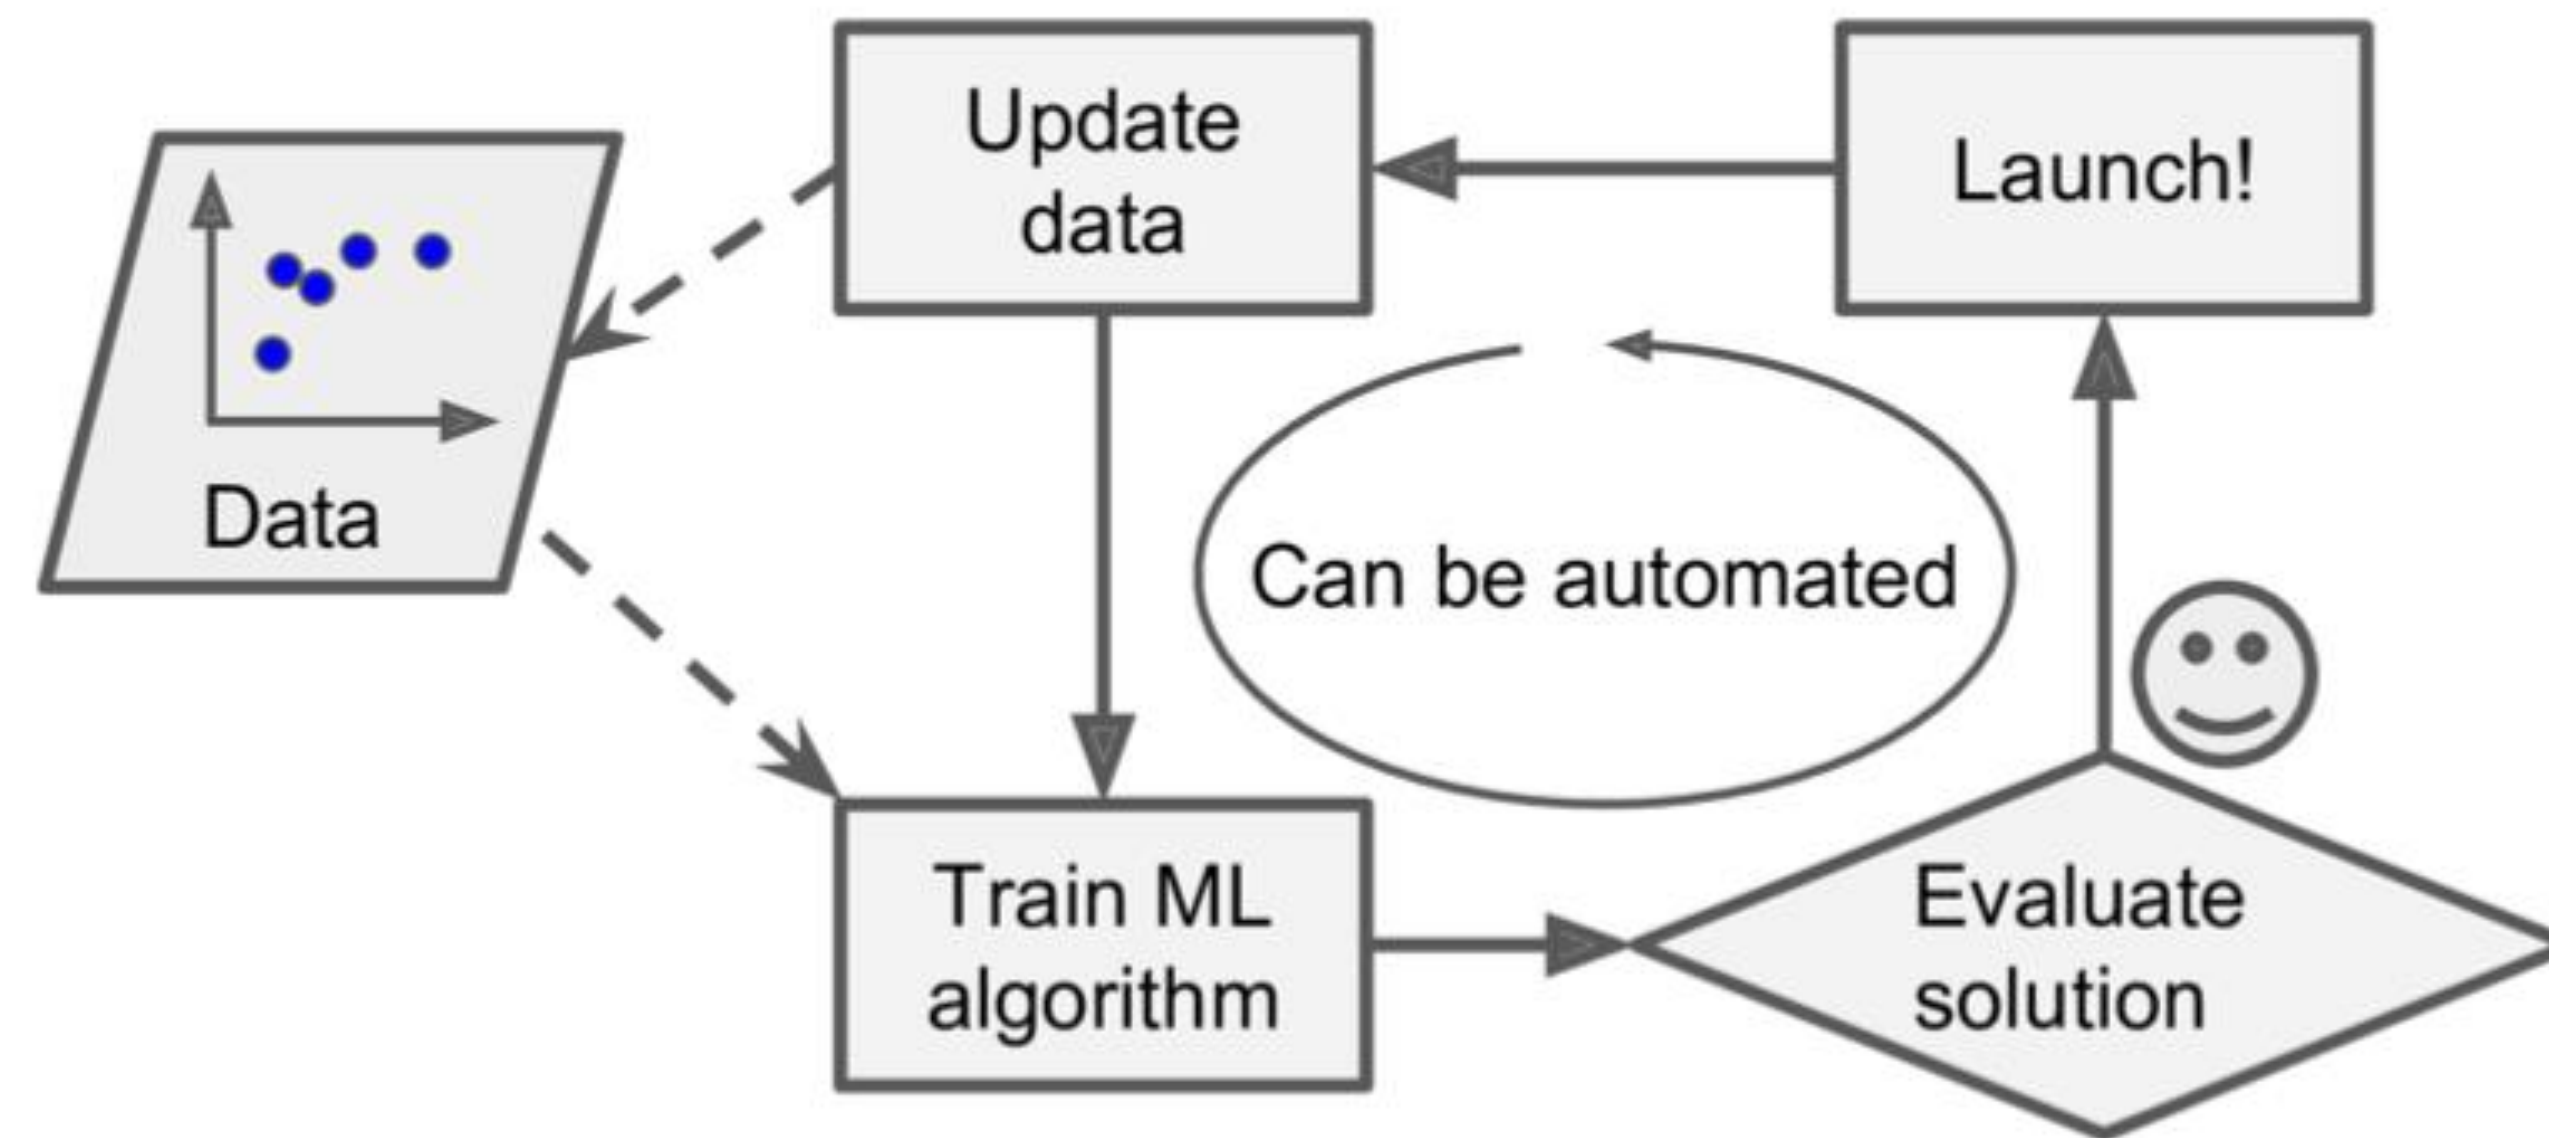 Update
data
Launch!
Data
Can be automated
Train ML
algorithm
Evaluate
solution